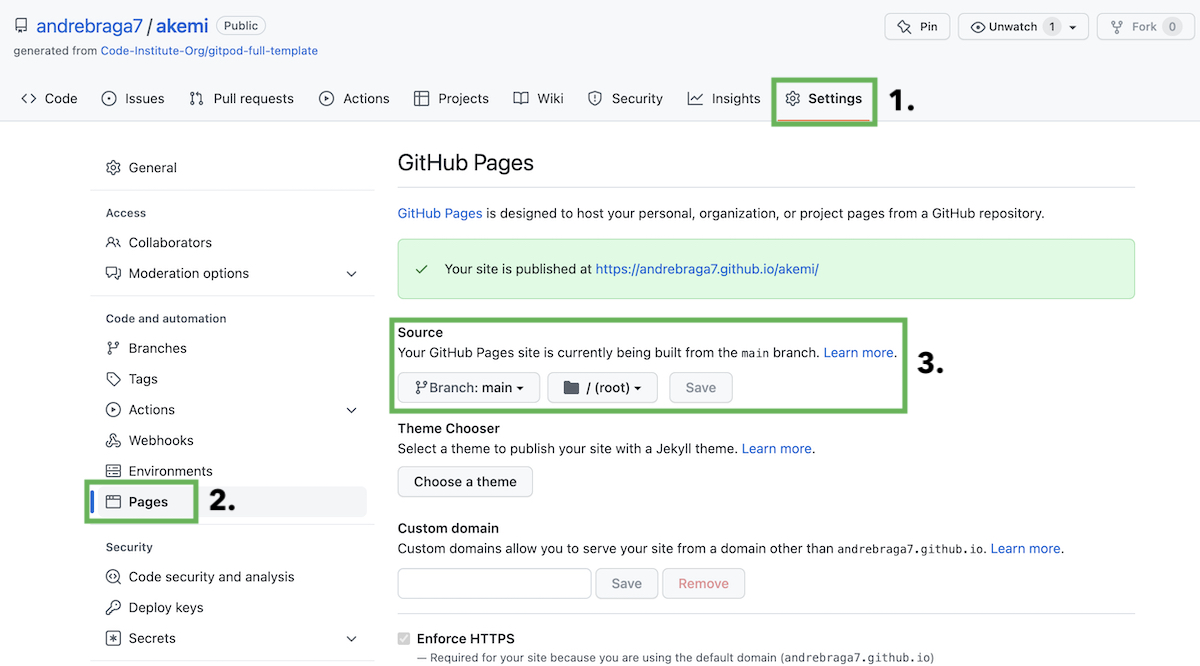 andrebraga7 / akemi Public
Pin
Unwatch 1
Fork 0
generated from Code-Institute-Org/gitpod-full-template
Code
Issues
Pull requests
Actions
Projects
Wiki
Security
Insights
Settings
1.
General
Access
Collaborators
Moderation options
Code and automation
Branches
Tags
Actions
Webhooks
Environments
Pages
2.
Security
Code security and analysis
Deploy keys
Secrets
GitHub Pages
GitHub Pages is designed to host your personal, organization, or project pages from a GitHub repository.
Your site is published at https://andrebraga7.github.io/akemi/
Source
Your GitHub Pages site is currently being built from the main branch. Learn more.
3.
Branch: main
/ (root)
Save
Theme Chooser
Select a theme to publish your site with a Jekyll theme. Learn more.
Choose a theme
Custom domain
Custom domains allow you to serve your site from a domain other than andrebraga7.github.io. Learn more.
Save
Remove
Enforce HTTPS
— Required for your site because you are using the default domain (andrebraga7.github.io)